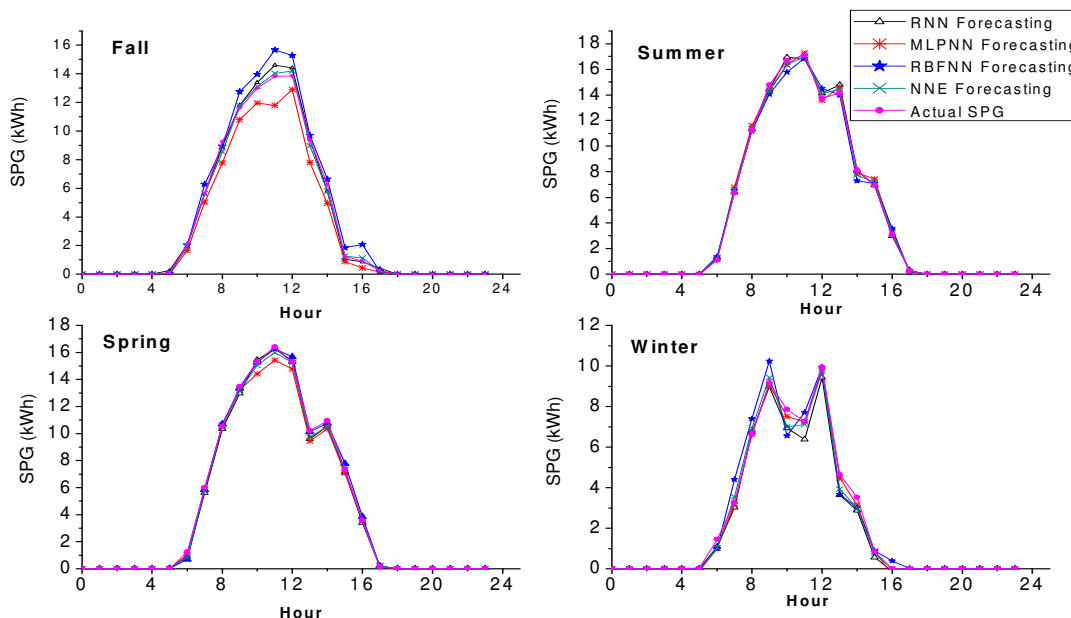 Fall
SPG (kWh)
16
14
12
10
8
6
4
2
0
0 4 8 12 16 20 24
Hour
Summer
SPG (kWh)
18
16
14
12
10
8
6
4
2
0
0 4 8 12 16 20 24
Hour
RNN Forecasting
MLPNN Forecasting
RBFNN Forecasting
NNE Forecasting
Actual SPG
Spring
SPG (kWh)
18
16
14
12
10
8
6
4
2
0
0 4 8 12 16 20 24
Hour
Winter
SPG (kWh)
12
10
8
6
4
2
0
0 4 8 12 16 20 24
Hour